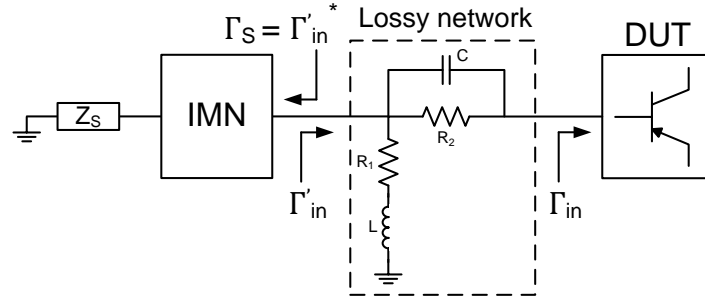 Lossy network
Γ_S = Γ'_in*
C
DUT
Z_S
IMN
R_2
R_1
Γ'_in
Γ_in
L